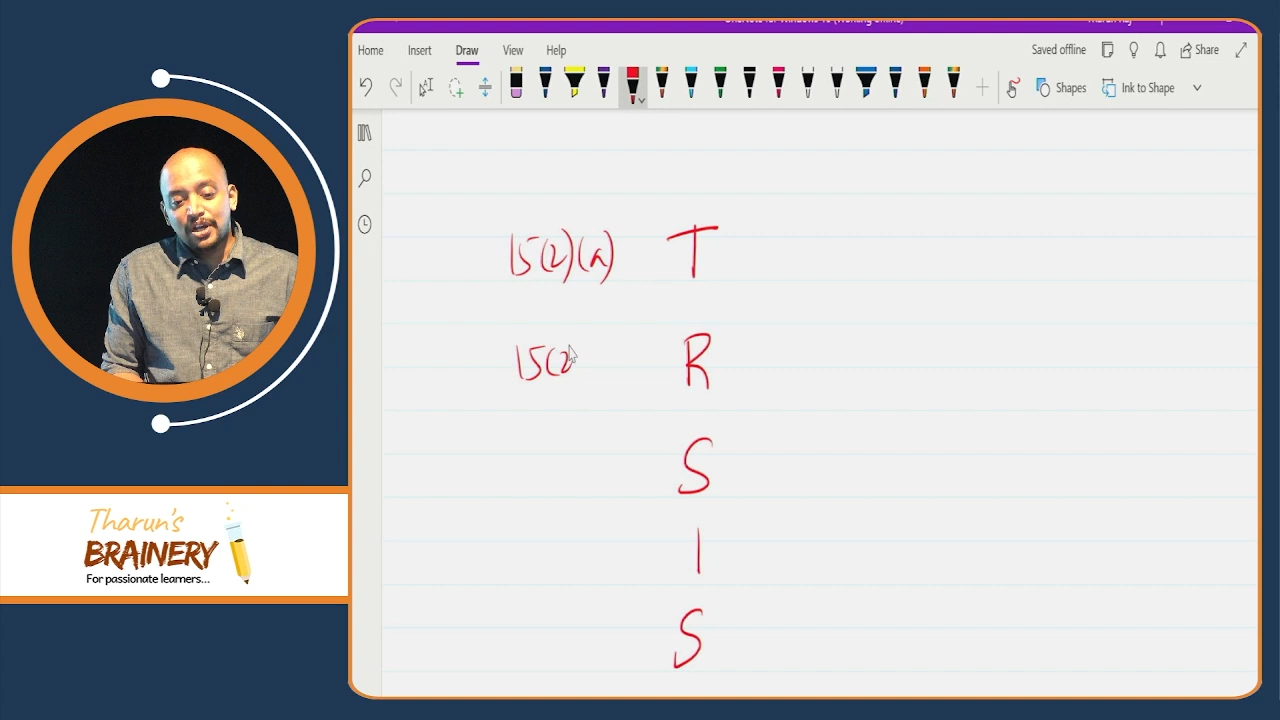 Home Insert Draw View Help Saved offline Share
Shapes Ink to Shape
15(2)(a) T
15(2 R
S
I
S
Tharun's
BRAINERY
For passionate learners...